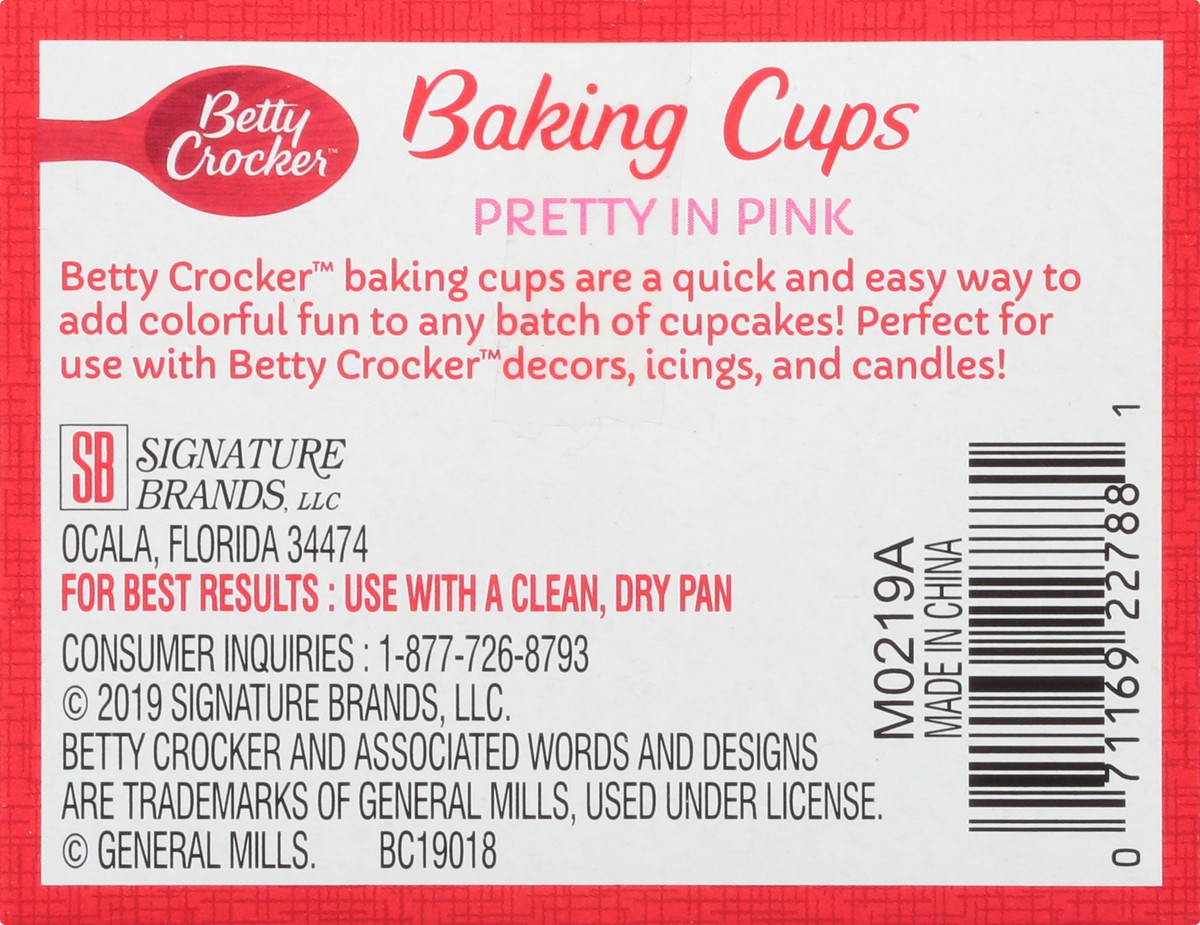 Betty
Crocker™
Baking Cups
PRETTY IN PINK
Betty Crocker™ baking cups are a quick and easy way to
add colorful fun to any batch of cupcakes! Perfect for
use with Betty Crocker™ decors, icings, and candles!
SB
SIGNATURE
BRANDS, LLC
OCALA, FLORIDA 34474
FOR BEST RESULTS : USE WITH A CLEAN, DRY PAN
CONSUMER INQUIRIES : 1-877-726-8793
© 2019 SIGNATURE BRANDS, LLC.
BETTY CROCKER AND ASSOCIATED WORDS AND DESIGNS
ARE TRADEMARKS OF GENERAL MILLS, USED UNDER LICENSE.
© GENERAL MILLS. BC19018
M0219A
MADE IN CHINA
0 71169 22788 1